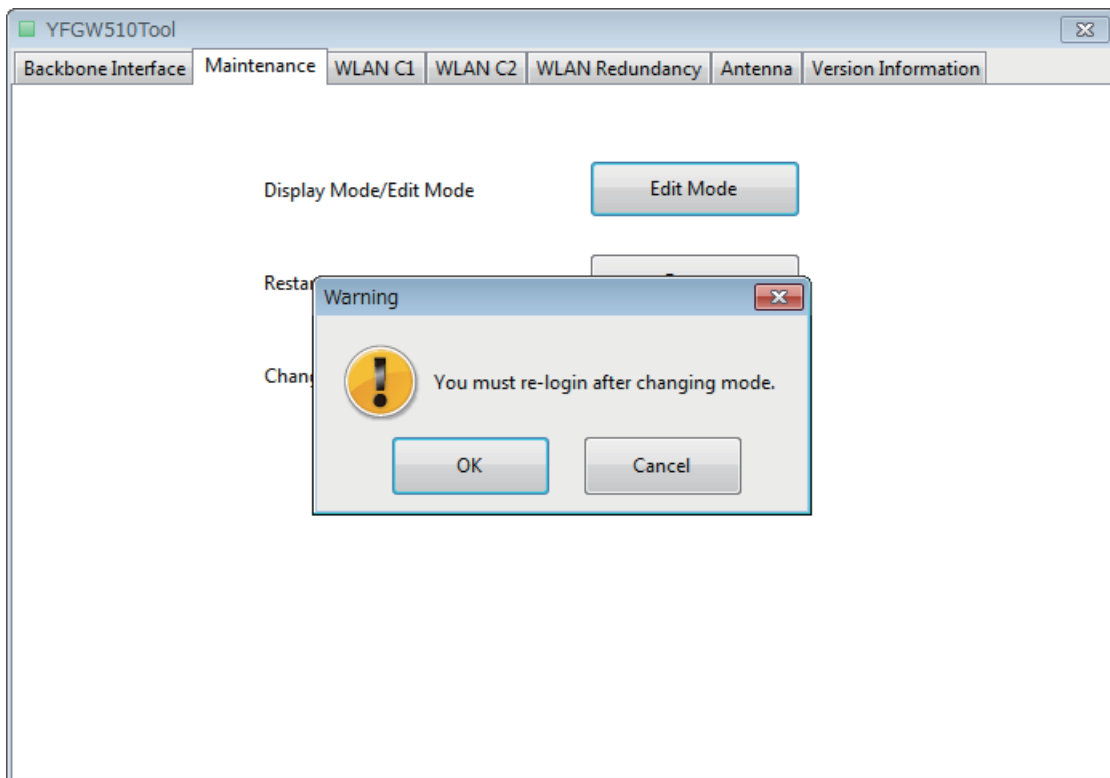 YFGW510Tool
Backbone Interface Maintenance WLAN C1 WLAN C2 WLAN Redundancy Antenna Version Information
Display Mode/Edit Mode Edit Mode
Warning
You must re-login after changing mode.
OK Cancel